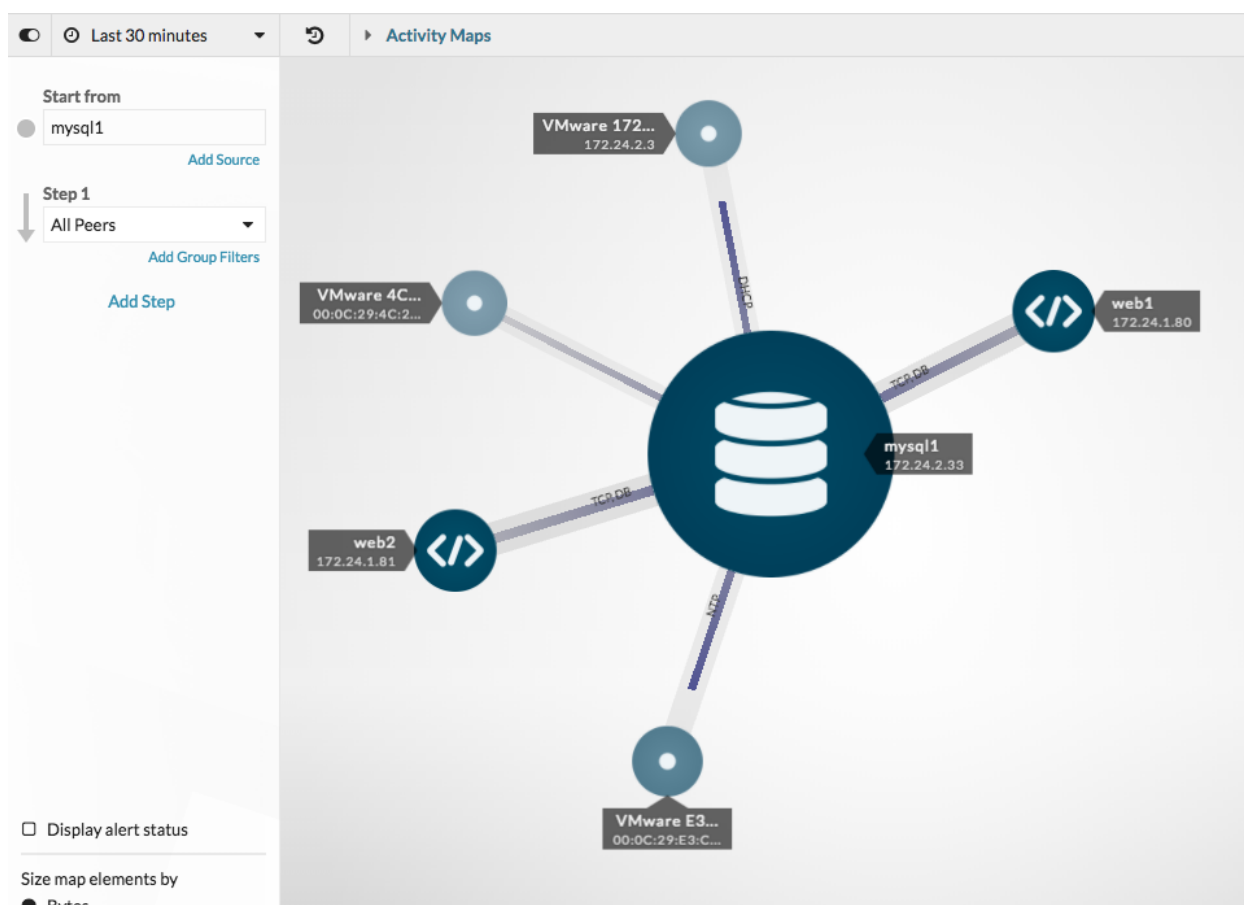 Last 30 minutes
Activity Maps
Start from
mysql1
Add Source
Step 1
All Peers
Add Group Filters
Add Step
Display alert status
Size map elements by
Bytes
VMware 172...
172.24.2.3
DHCP
VMware 4C...
00:0C:29:4C:2...
web1
172.24.1.80
TCP,DB
mysql1
172.24.2.33
TCP,DB
web2
172.24.1.81
NTP
VMware E3...
00:0C:29:E3:C...